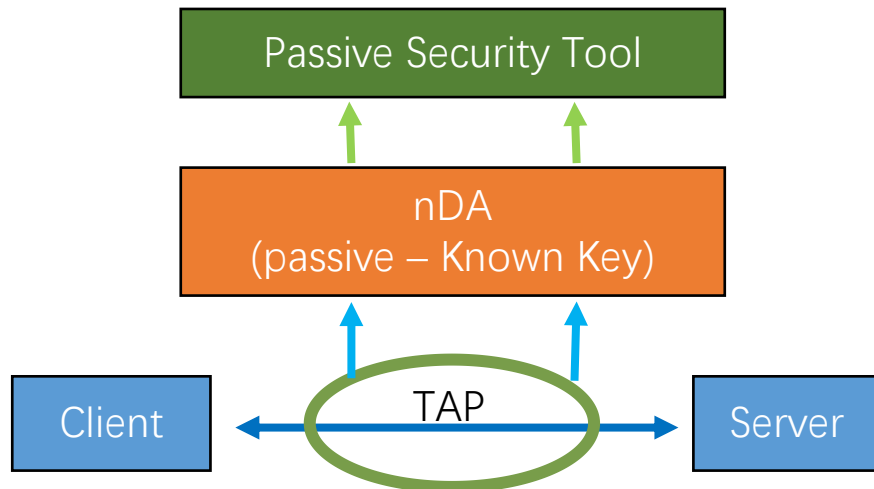 Passive Security Tool
nDA
(passive – Known Key)
TAP
Client
Server